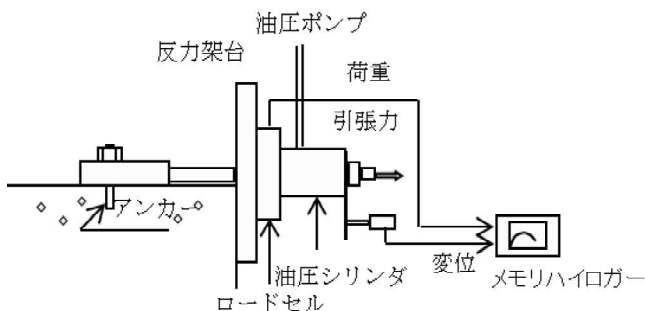 油圧ポンプ
反力架台
荷重
引張力
アンカー
油圧シリンダ
変位
メモリハイロガー
ロードセル